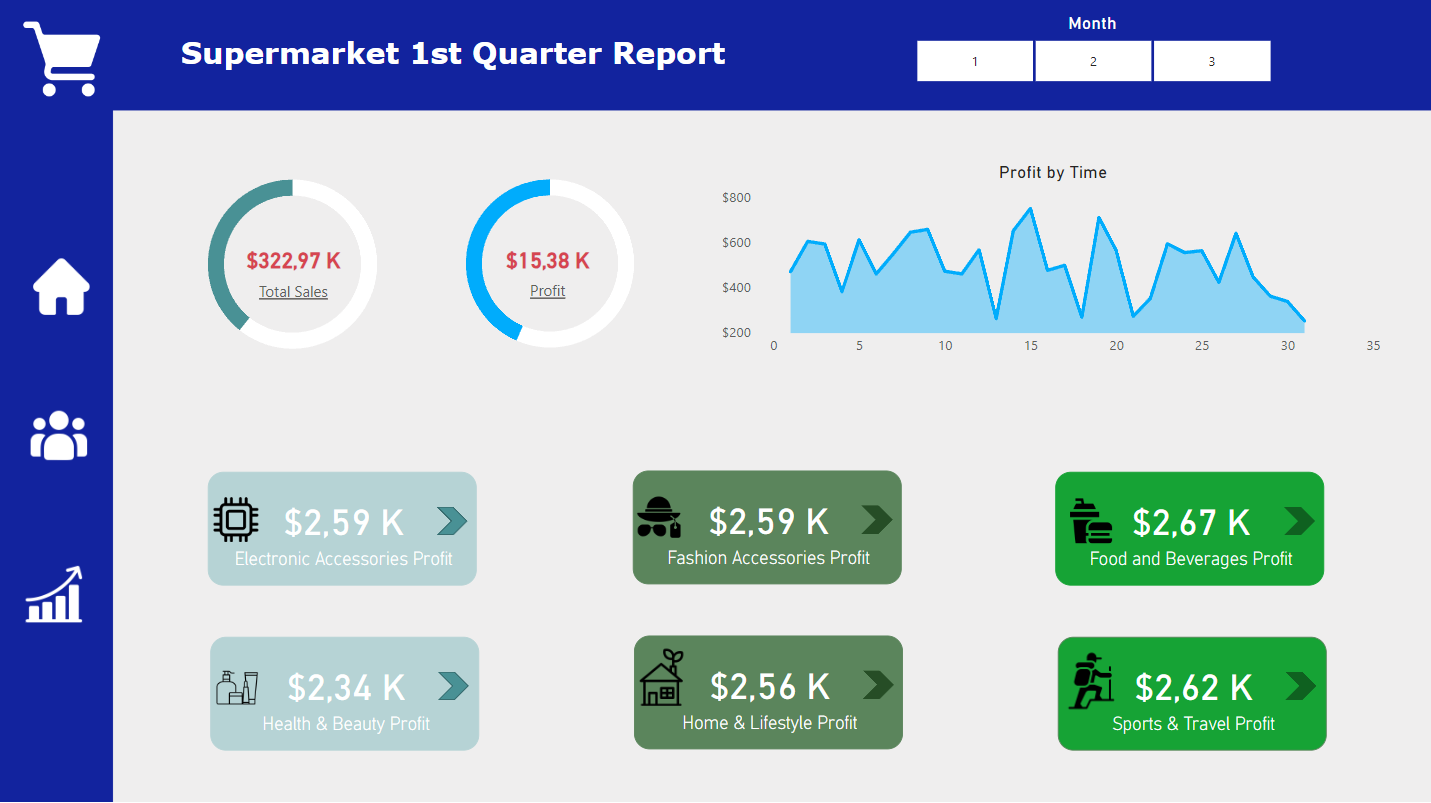 Supermarket 1st Quarter Report
Month
1 2 3
$322,97 K
Total Sales
$15,38 K
Profit
Profit by Time
$800
$600
$400
$200
0 5 10 15 20 25 30 35
$2,59 K
Electronic Accessories Profit
$2,59 K
Fashion Accessories Profit
$2,67 K
Food and Beverages Profit
$2,34 K
Health & Beauty Profit
$2,56 K
Home & Lifestyle Profit
$2,62 K
Sports & Travel Profit